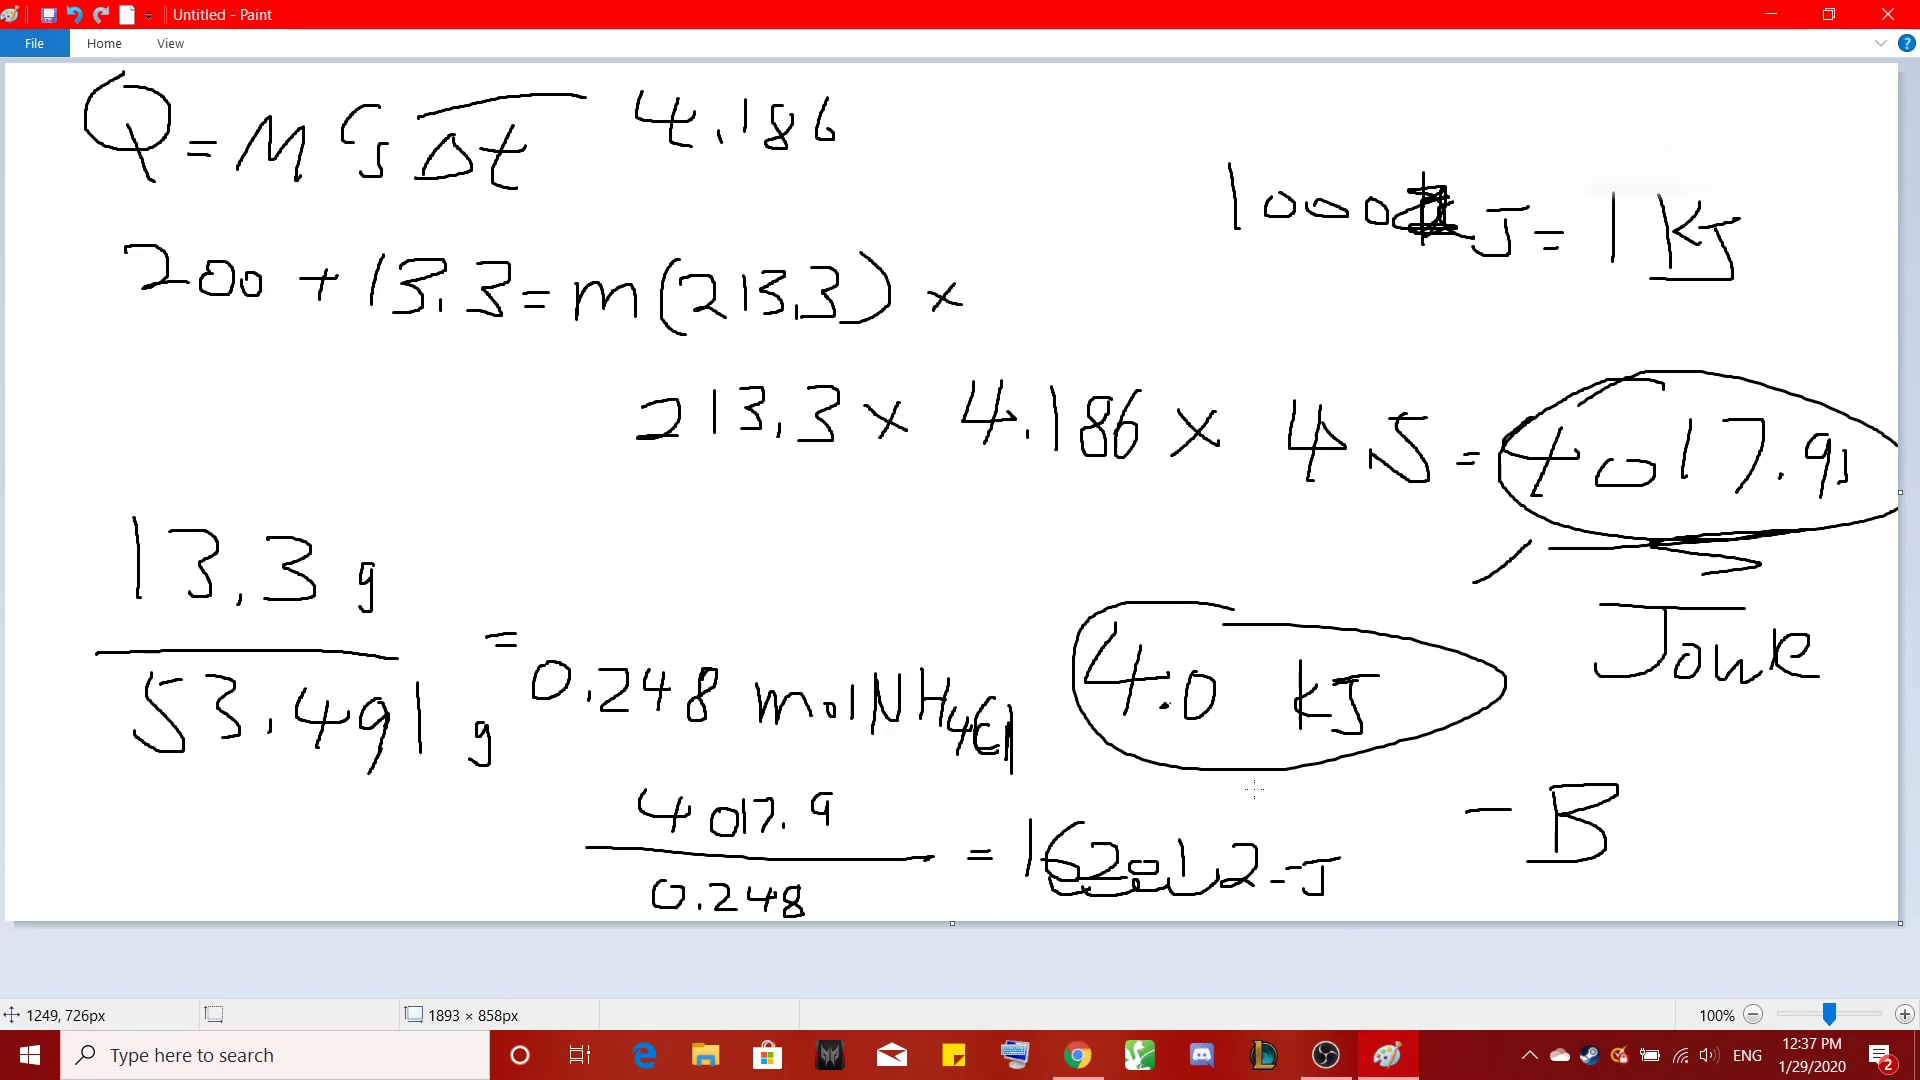 Untitled - Paint
File Home View
Q = M Cs Δt 4.186
1000 J = 1 KJ
200 + 13.3 = m (213.3) x
213.3 x 4.186 x 4.5 = 4017.91
Joule
13.3 g
53.491 g
= 0.248 mol NH4Cl
4.0 KJ
4017.9
0.248
= 16201.2 - J
- B
1249, 726px
1893 × 858px
100%
Type here to search
ENG
12:37 PM
1/29/2020
2